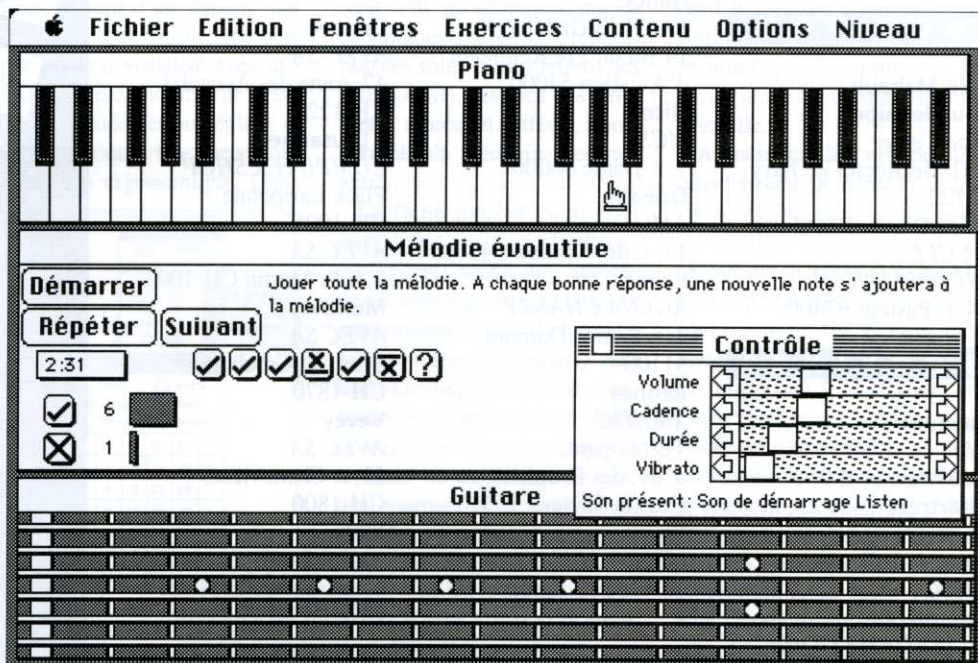 Fichier Edition Fenêtres Exercices Contenu Options Niveau
Piano
Mélodie évolutive
Démarrer
Jouer toute la mélodie. A chaque bonne réponse, une nouvelle note s'ajoutera à
la mélodie.
Répéter Suivant
2:31
?
6
1
Contrôle
Volume
Cadence
Durée
Vibrato
Son présent: Son de démarrage Listen
Guitare